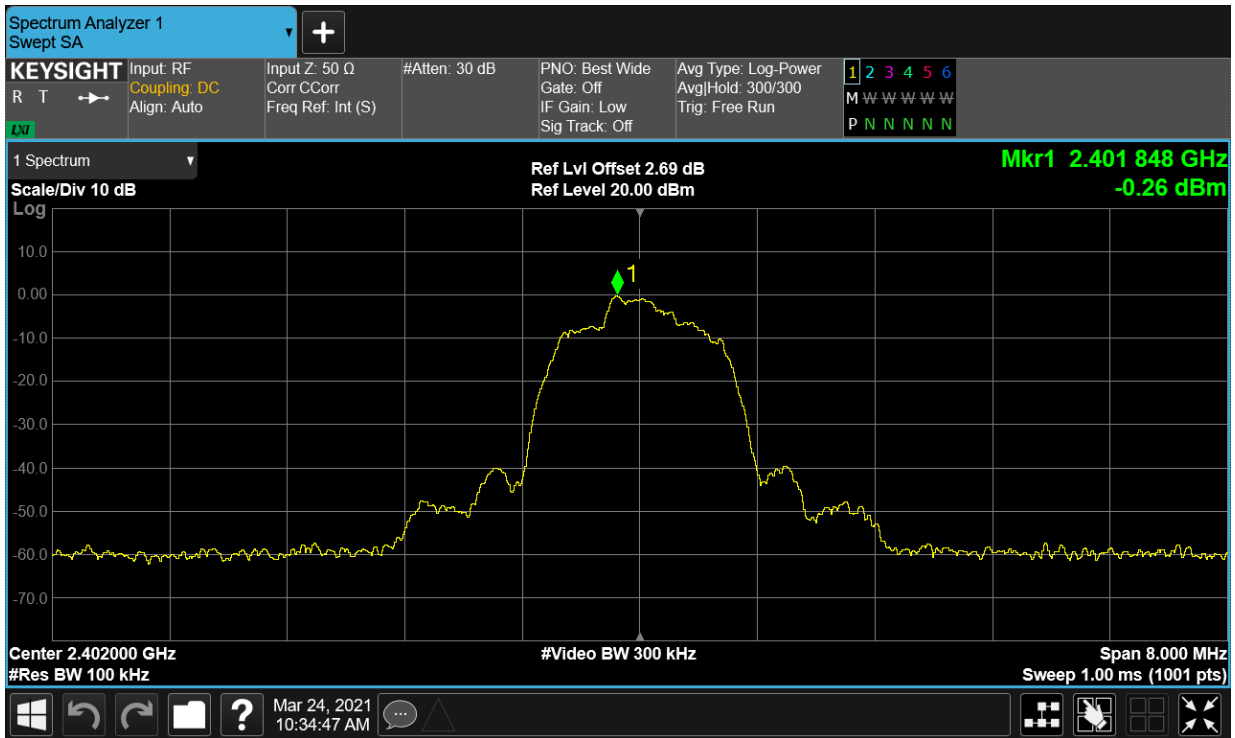 Spectrum Analyzer 1
Swept SA
KEYSIGHT
R T
LXI
Input: RF
Coupling: DC
Align: Auto
Input Z: 50 Ω
Corr CCorr
Freq Ref: Int (S)
#Atten: 30 dB
PNO: Best Wide
Gate: Off
IF Gain: Low
Sig Track: Off
Avg Type: Log-Power
Avg|Hold: 300/300
Trig: Free Run
1 2 3 4 5 6
M W W W W W
P N N N N N
1 Spectrum
Scale/Div 10 dB
Log
Ref Lvl Offset 2.69 dB
Ref Level 20.00 dBm
Mkr1 2.401 848 GHz
-0.26 dBm
10.0
0.00
-10.0
-20.0
-30.0
-40.0
-50.0
-60.0
-70.0
1
Center 2.402000 GHz
#Res BW 100 kHz
#Video BW 300 kHz
Span 8.000 MHz
Sweep 1.00 ms (1001 pts)
?
Mar 24, 2021
10:34:47 AM